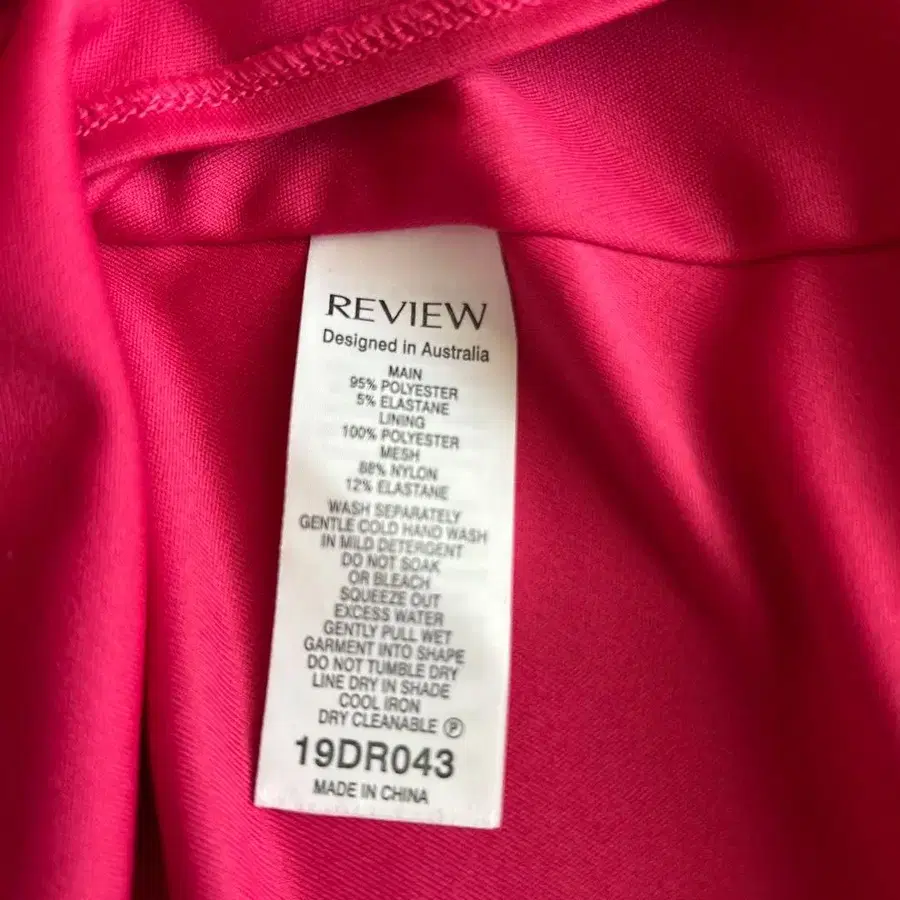 REVIEW
Designed in Australia
MAIN
95% POLYESTER
5% ELASTANE
LINING
100% POLYESTER
MESH
88% NYLON
12% ELASTANE
WASH SEPARATELY
GENTLE COLD HAND WASH
IN MILD DETERGENT
DO NOT SOAK
OR BLEACH
SQUEEZE OUT
EXCESS WATER
GENTLY PULL WET
GARMENT INTO SHAPE
DO NOT TUMBLE DRY
LINE DRY IN SHADE
COOL IRON
DRY CLEANABLE Ⓟ
19DR043
MADE IN CHINA